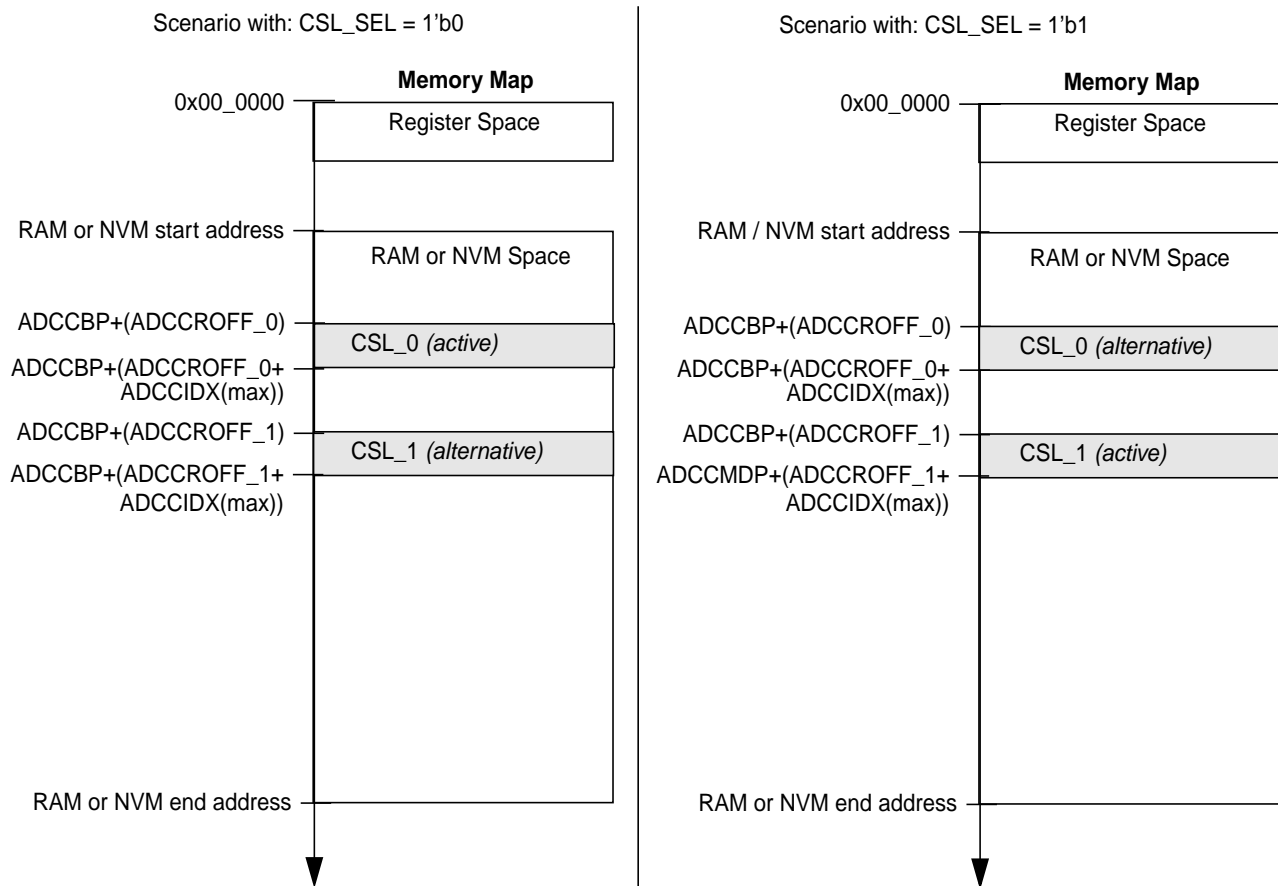 Scenario with: CSL_SEL = 1’b0
Memory Map
0x00_0000
Register Space
RAM or NVM start address
RAM or NVM Space
ADCCBP+(ADCCROFF_0)
CSL_0 (active)
ADCCBP+(ADCCROFF_0+
ADCCIDX(max))
ADCCBP+(ADCCROFF_1)
CSL_1 (alternative)
ADCCBP+(ADCCROFF_1+
ADCCIDX(max))
RAM or NVM end address
Scenario with: CSL_SEL = 1’b1
Memory Map
0x00_0000
Register Space
RAM / NVM start address
RAM or NVM Space
ADCCBP+(ADCCROFF_0)
CSL_0 (alternative)
ADCCBP+(ADCCROFF_0+
ADCCIDX(max))
ADCCBP+(ADCCROFF_1)
CSL_1 (active)
ADCCMDP+(ADCCROFF_1+
ADCCIDX(max))
RAM or NVM end address